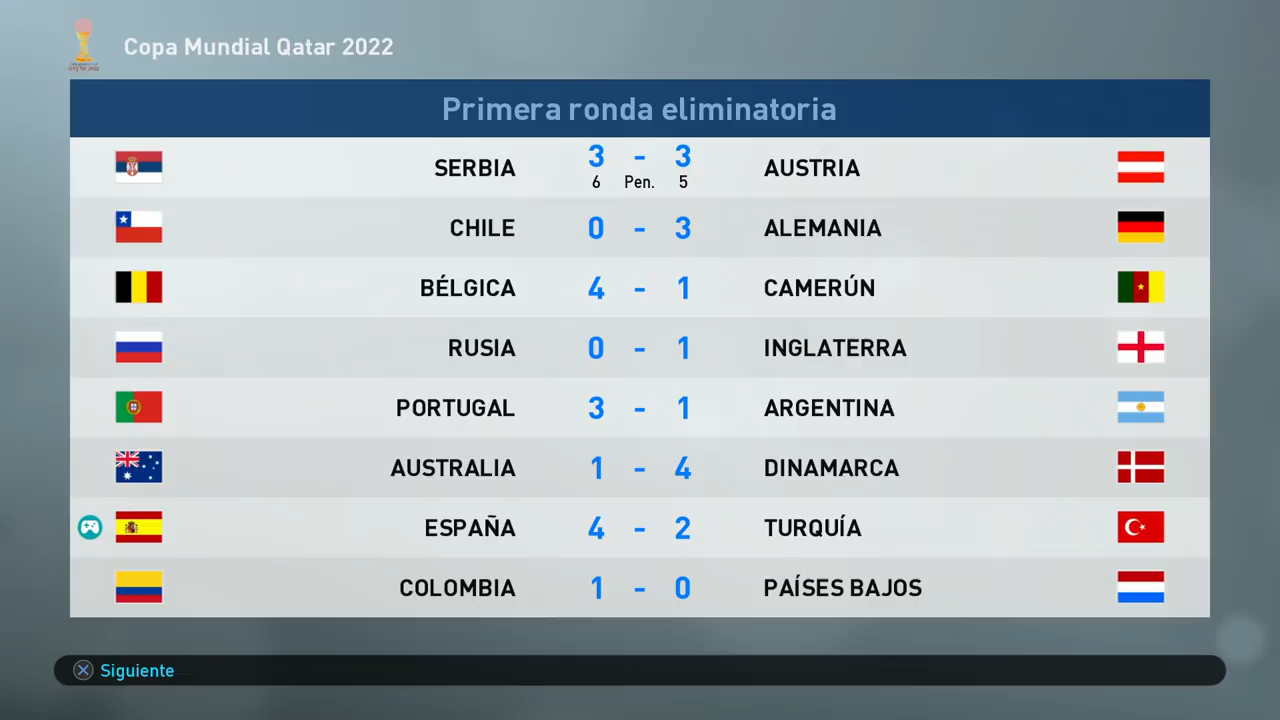 Copa Mundial Qatar 2022
Primera ronda eliminatoria
SERBIA 3 - 3 AUSTRIA
6 Pen. 5
CHILE 0 - 3 ALEMANIA
BÉLGICA 4 - 1 CAMERÚN
RUSIA 0 - 1 INGLATERRA
PORTUGAL 3 - 1 ARGENTINA
AUSTRALIA 1 - 4 DINAMARCA
ESPAÑA 4 - 2 TURQUÍA
COLOMBIA 1 - 0 PAÍSES BAJOS
Siguiente